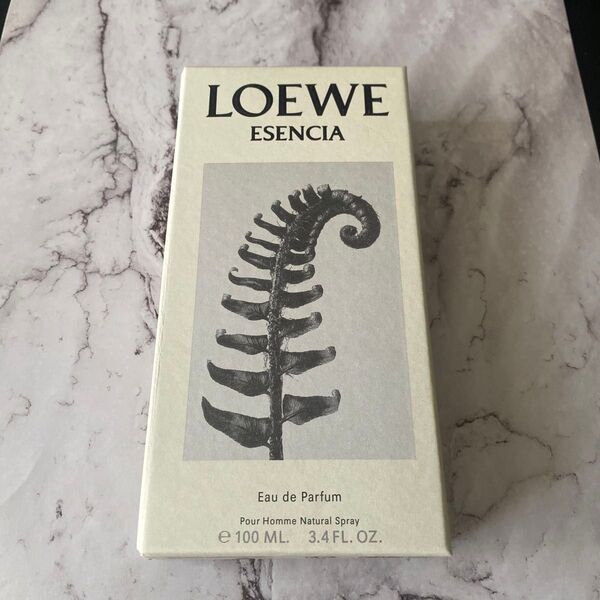 LOEWE
ESENCIA
Eau de Parfum
Pour Homme Natural Spray
℮ 100 ML. 3.4 FL. OZ.